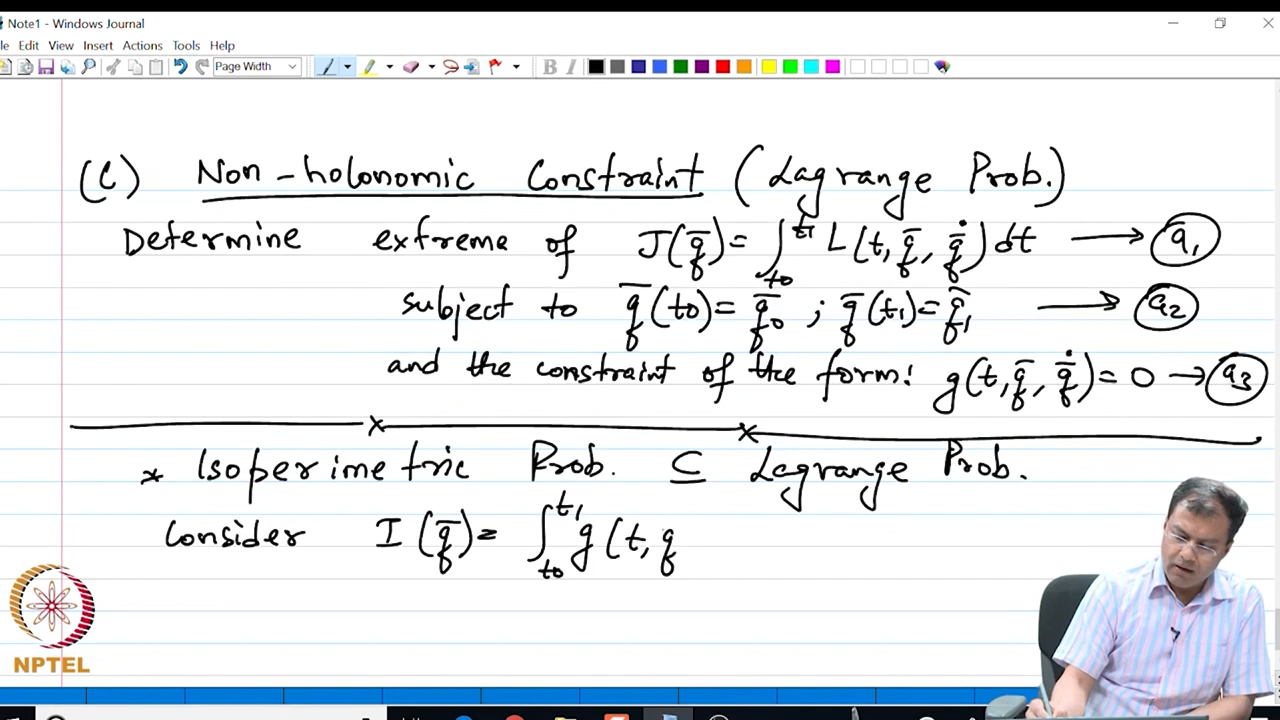 Note1 - Windows Journal
le Edit View Insert Actions Tools Help
Page Width
(C) Non-holonomic Constraint (Lagrange Prob.)
Determine extreme of J(q̄) = ∫_{t0}^{t1} L(t, q̄, q̄̇) dt → (a1)
subject to q̄(t0) = q̄0 ; q̄(t1) = q̄1 → (a2)
and the constraint of the form: g(t, q̄, q̄̇) = 0 → (a3)
* Isoperimetric Prob. ⊆ Lagrange Prob.
Consider I(q̄) = ∫_{t0}^{t1} g(t, q
NPTEL